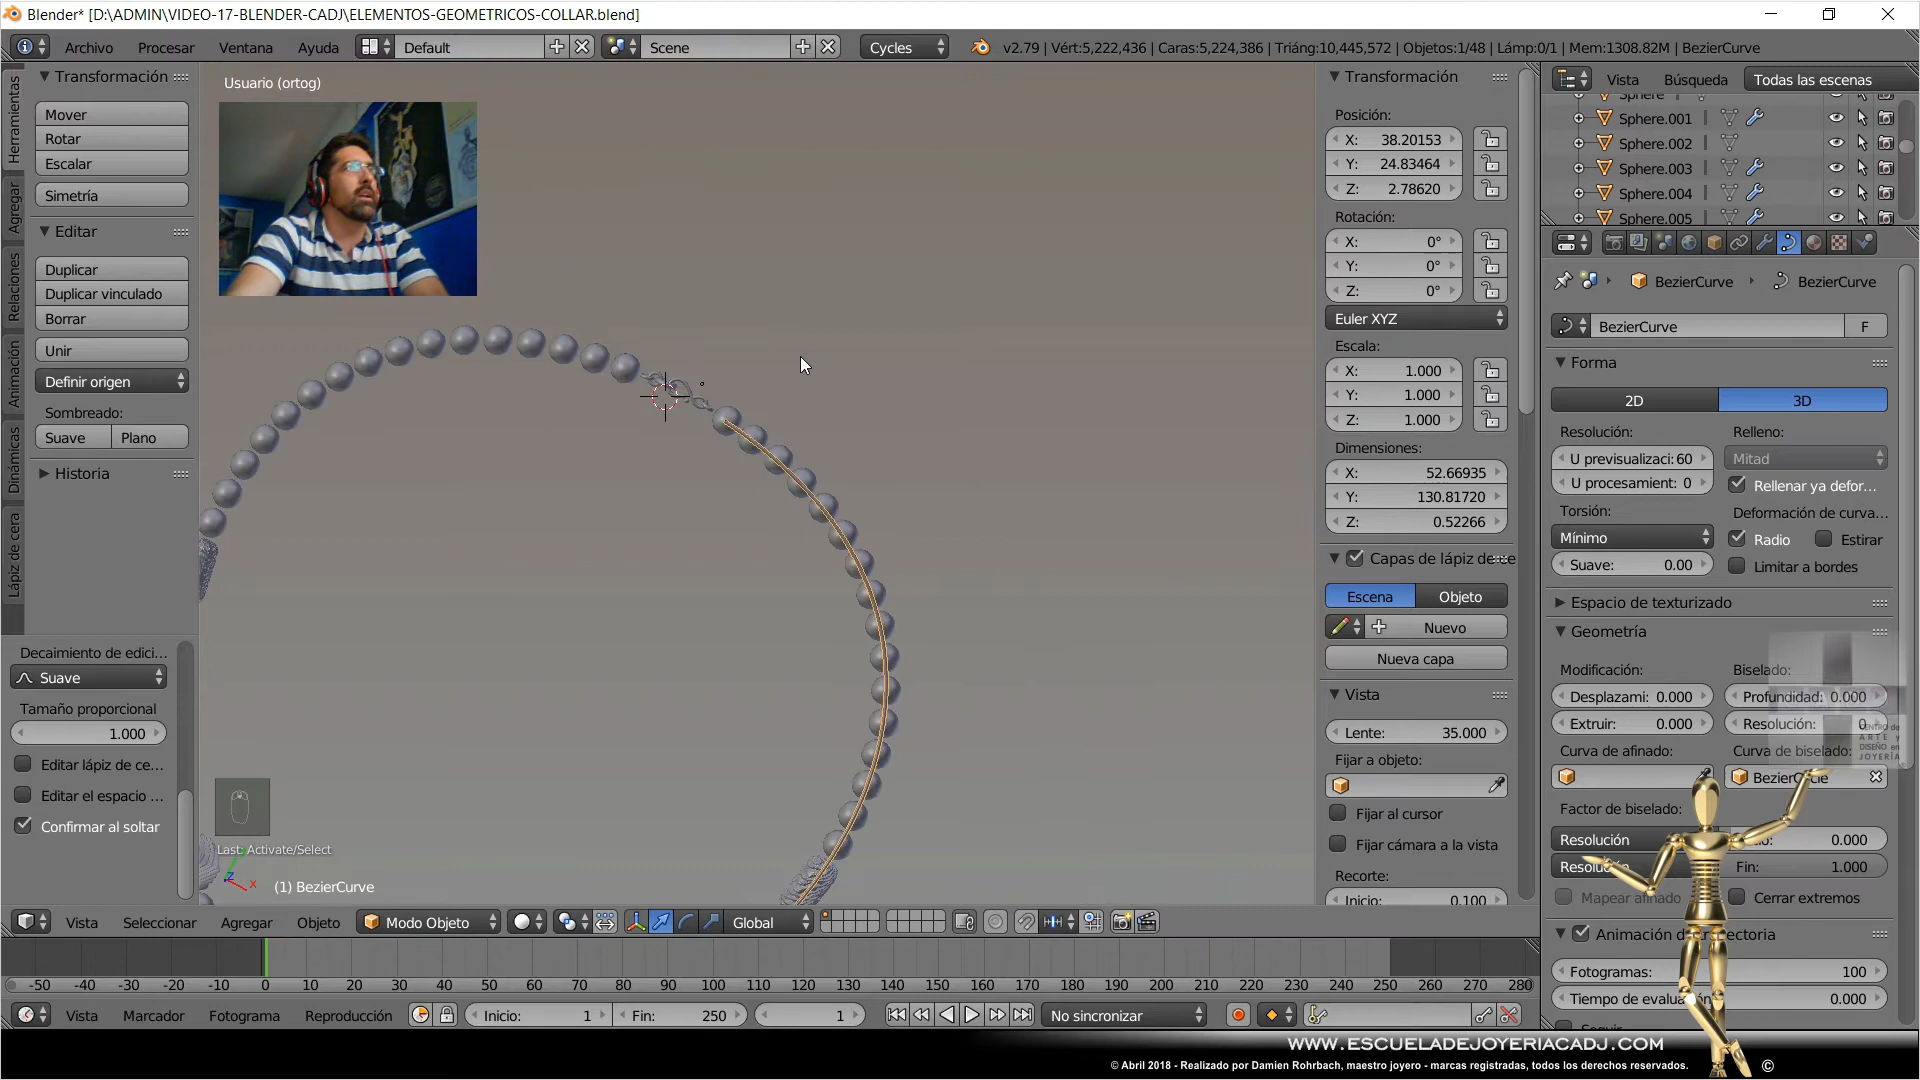 Blender* [D:\ADMIN\VIDEO-17-BLENDER-CADJ\ELEMENTOS-GEOMETRICOS-COLLAR.blend]
Archivo Procesar Ventana Ayuda Default Scene Cycles v2.79 | Vért:5,222,436 | Caras:5,224,386 | Triáng:10,445,572 | Objetos:1/48 | Lámp:0/1 | Mem:1308.82M | BezierCurve
Herramientas
Agregar
Relaciones
Animación
Dinámicas
Lápiz de cera
Transformación
Mover
Rotar
Escalar
Simetría
Editar
Duplicar
Duplicar vinculado
Borrar
Unir
Definir origen
Sombreado:
Suave Plano
Historia
Decaimiento de edici...
Suave
Tamaño proporcional
1.000
Editar lápiz de ce...
Editar el espacio ...
Confirmar al soltar
Usuario (ortog)
Last: Activate/Select
Z X
(1) BezierCurve
Transformación
Posición:
X: 38.20153
Y: 24.83464
Z: 2.78620
Rotación:
X: 0°
Y: 0°
Z: 0°
Euler XYZ
Escala:
X: 1.000
Y: 1.000
Z: 1.000
Dimensiones:
X: 52.66935
Y: 130.81720
Z: 0.52266
Capas de lápiz de
Escena Objeto
Nuevo
Nueva capa
Vista
Lente: 35.000
Fijar a objeto:
Fijar al cursor
Fijar cámara a la vista
Recorte:
Inicio: 0.100
Vista Búsqueda Todas las escenas
Sphere
Sphere.001
Sphere.002
Sphere.003
Sphere.004
Sphere.005
BezierCurve BezierCurve
BezierCurve F
Forma
2D 3D
Resolución: Relleno:
U previsualizaci: 60 Mitad
U procesamient: 0 Rellenar ya defor...
Torsión: Deformación de curva...
Mínimo Radio Estirar
Suave: 0.00 Limitar a bordes
Espacio de texturizado
Geometría
Modificación: Biselado:
Desplazami: 0.000 Profundidad: 0.000
Extruir: 0.000 Resolución: 0
Curva de afinado: Curva de biselado:
Factor de biselado:
Resolución 0.000
Fin: 1.000
Mapear afinado Cerrar extremos
Fotogramas: 100
0.000
CENTRO de
ARTE y
DISEÑO en
JOYERÍA
Vista Seleccionar Agregar Objeto Modo Objeto Global
-50 -40 -30 -20 -10 0 10 20 30 40 50 60 70 80 90 100 110 120 130 140 150 160 170 180 190 200 210 220 230 240 250 260 270 280
Vista Marcador Fotograma Reproducción Inicio: 1 Fin: 250 1 No sincronizar
WWW.ESCUELADEJOYERIACADJ.COM
© Abril 2018 - Realizado por Damien Rohrbach, maestro joyero - marcas registradas, todos los derechos reservados. ©